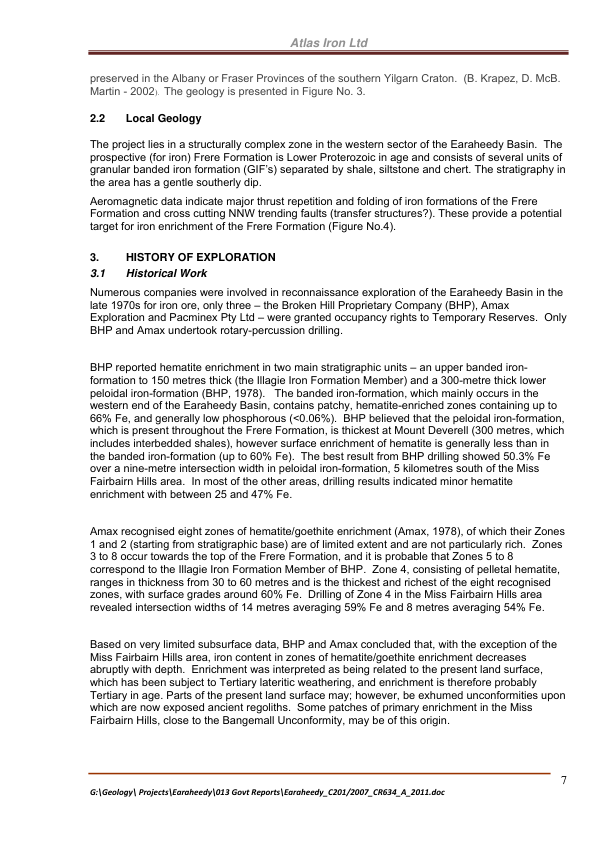 Atlas Iron Ltd
preserved in the Albany or Fraser Provinces of the southern Yilgarn Craton.  (B. Krapez, D. McB.
Martin - 2002).  The geology is presented in Figure No. 3.
2.2 Local Geology
The project lies in a structurally complex zone in the western sector of the Earaheedy Basin.  The
prospective (for iron) Frere Formation is Lower Proterozoic in age and consists of several units of
granular banded iron formation (GIF's) separated by shale, siltstone and chert. The stratigraphy in
the area has a gentle southerly dip.
Aeromagnetic data indicate major thrust repetition and folding of iron formations of the Frere
Formation and cross cutting NNW trending faults (transfer structures?). These provide a potential
target for iron enrichment of the Frere Formation (Figure No.4).
3. HISTORY OF EXPLORATION
3.1 Historical Work
Numerous companies were involved in reconnaissance exploration of the Earaheedy Basin in the
late 1970s for iron ore, only three – the Broken Hill Proprietary Company (BHP), Amax
Exploration and Pacminex Pty Ltd – were granted occupancy rights to Temporary Reserves.  Only
BHP and Amax undertook rotary-percussion drilling.
BHP reported hematite enrichment in two main stratigraphic units – an upper banded iron-
formation to 150 metres thick (the Illagie Iron Formation Member) and a 300-metre thick lower
peloidal iron-formation (BHP, 1978).   The banded iron-formation, which mainly occurs in the
western end of the Earaheedy Basin, contains patchy, hematite-enriched zones containing up to
66% Fe, and generally low phosphorous (<0.06%).  BHP believed that the peloidal iron-formation,
which is present throughout the Frere Formation, is thickest at Mount Deverell (300 metres, which
includes interbedded shales), however surface enrichment of hematite is generally less than in
the banded iron-formation (up to 60% Fe).  The best result from BHP drilling showed 50.3% Fe
over a nine-metre intersection width in peloidal iron-formation, 5 kilometres south of the Miss
Fairbairn Hills area.  In most of the other areas, drilling results indicated minor hematite
enrichment with between 25 and 47% Fe.
Amax recognised eight zones of hematite/goethite enrichment (Amax, 1978), of which their Zones
1 and 2 (starting from stratigraphic base) are of limited extent and are not particularly rich.  Zones
3 to 8 occur towards the top of the Frere Formation, and it is probable that Zones 5 to 8
correspond to the Illagie Iron Formation Member of BHP.  Zone 4, consisting of pelletal hematite,
ranges in thickness from 30 to 60 metres and is the thickest and richest of the eight recognised
zones, with surface grades around 60% Fe.  Drilling of Zone 4 in the Miss Fairbairn Hills area
revealed intersection widths of 14 metres averaging 59% Fe and 8 metres averaging 54% Fe.
Based on very limited subsurface data, BHP and Amax concluded that, with the exception of the
Miss Fairbairn Hills area, iron content in zones of hematite/goethite enrichment decreases
abruptly with depth.  Enrichment was interpreted as being related to the present land surface,
which has been subject to Tertiary lateritic weathering, and enrichment is therefore probably
Tertiary in age. Parts of the present land surface may; however, be exhumed unconformities upon
which are now exposed ancient regoliths.  Some patches of primary enrichment in the Miss
Fairbairn Hills, close to the Bangemall Unconformity, may be of this origin.
7
G:\Geology\ Projects\Earaheedy\013 Govt Reports\Earaheedy_C201/2007_CR634_A_2011.doc